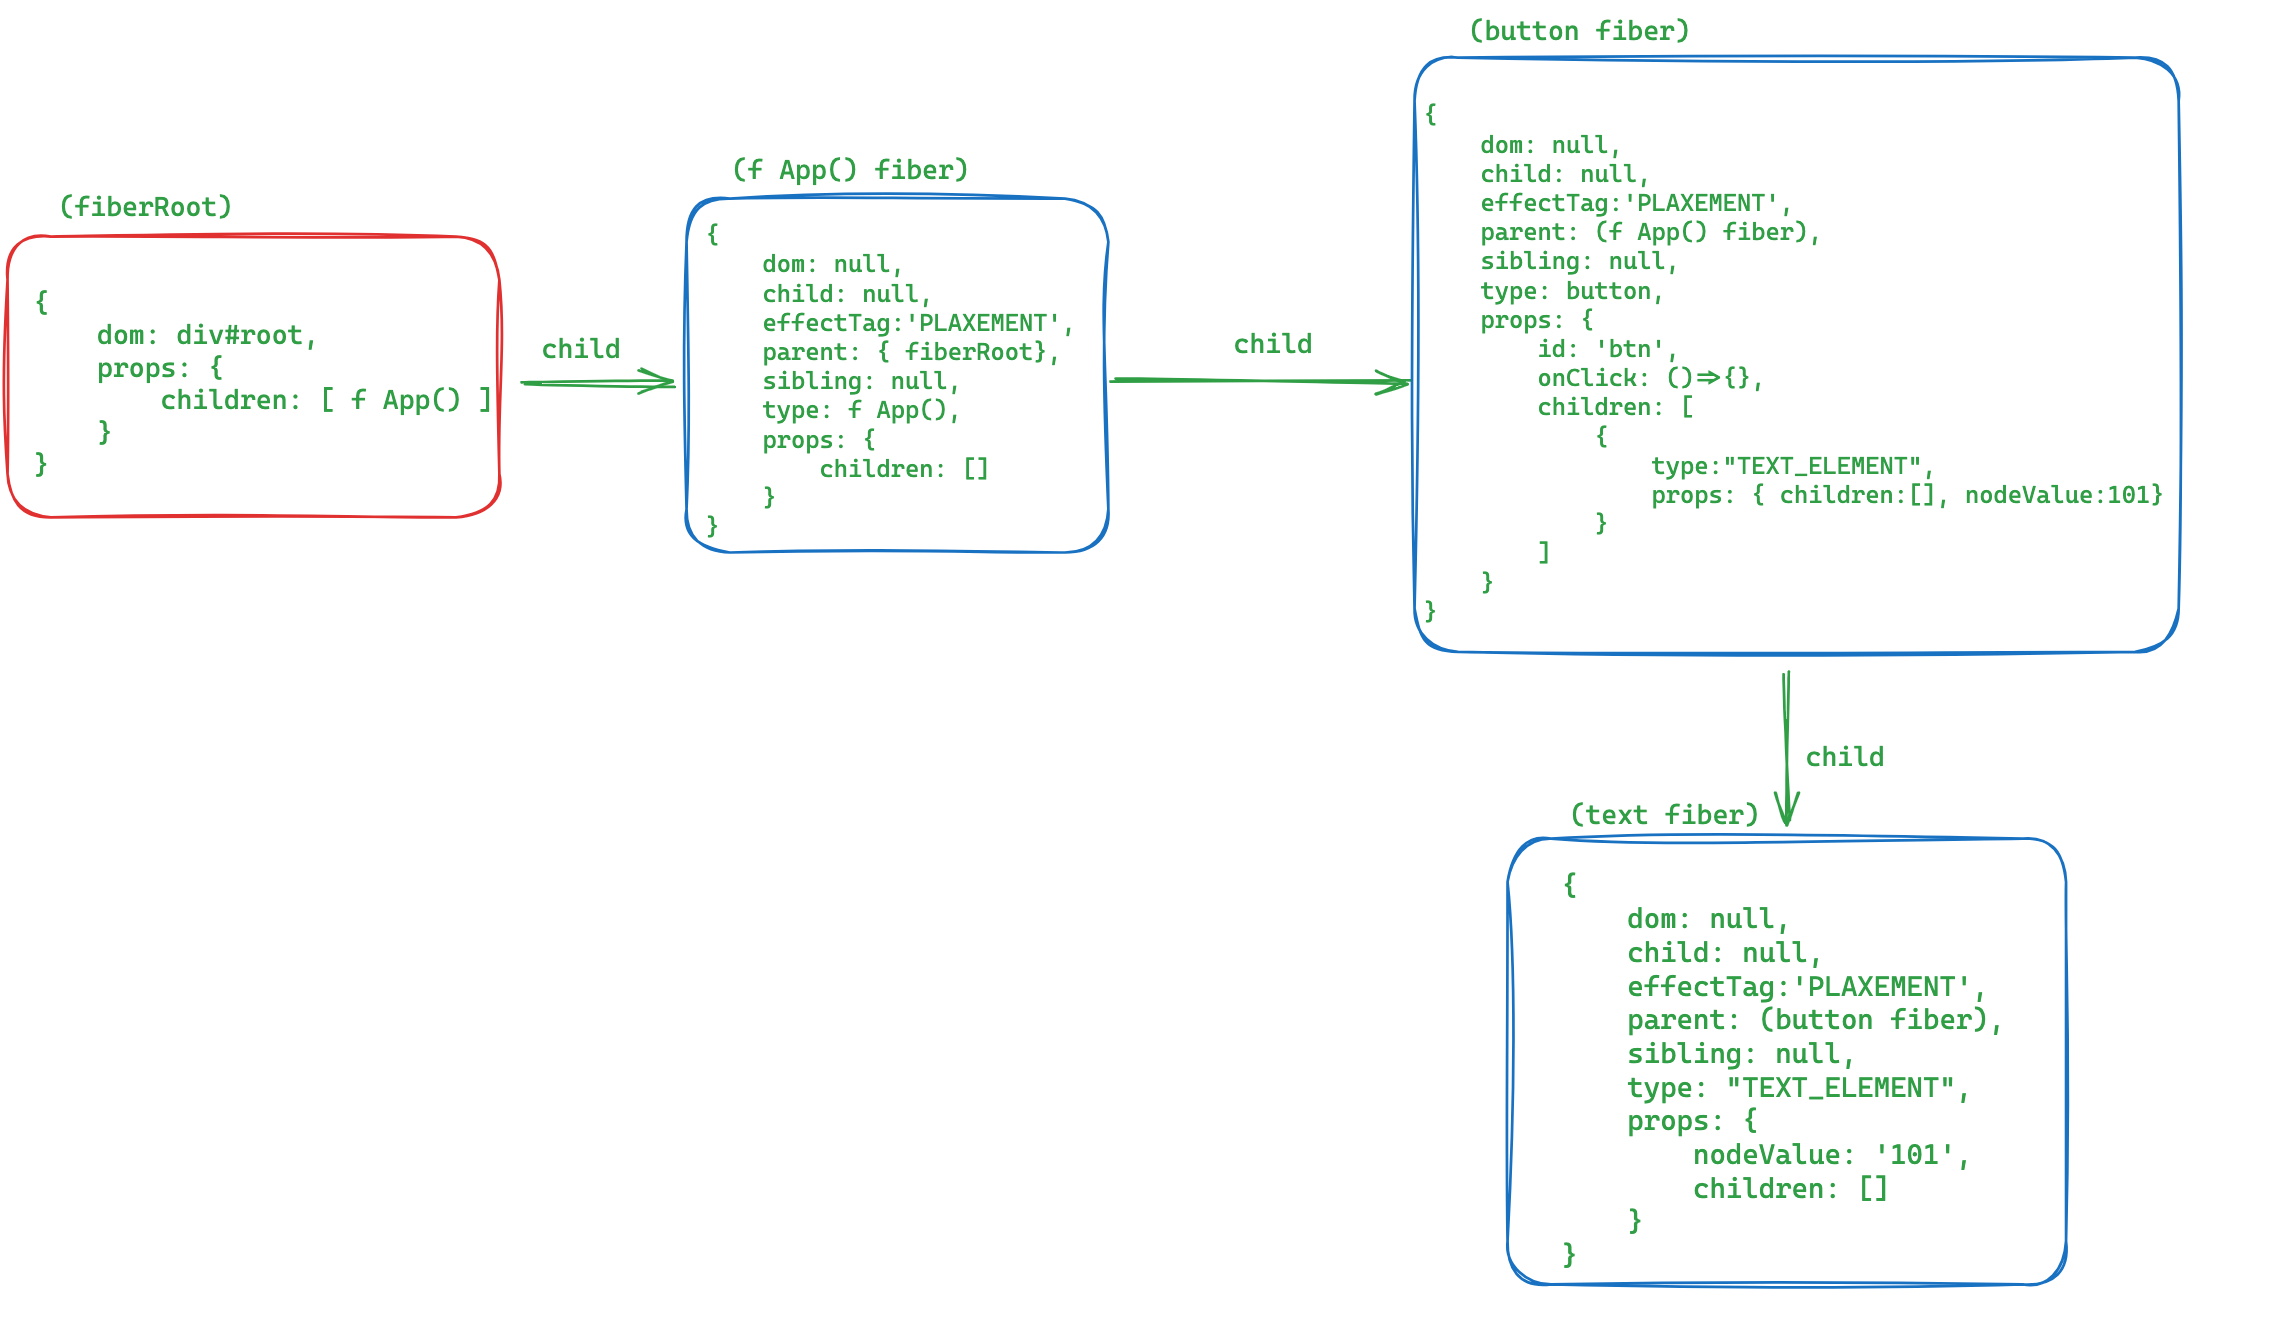 (fiberRoot)
{
    dom: div#root,
    props: {
        children: [ f App() ]
    }
}
child
(f App() fiber)
{
    dom: null,
    child: null,
    effectTag:'PLAXEMENT',
    parent: { fiberRoot},
    sibling: null,
    type: f App(),
    props: {
        children: []
    }
}
child
(button fiber)
{
    dom: null,
    child: null,
    effectTag:'PLAXEMENT',
    parent: (f App() fiber),
    sibling: null,
    type: button,
    props: {
        id: 'btn',
        onClick: ()=>{},
        children: [
            {
                type:"TEXT_ELEMENT",
                props: { children:[], nodeValue:101}
            }
        ]
    }
}
child
(text fiber)
{
    dom: null,
    child: null,
    effectTag:'PLAXEMENT',
    parent: (button fiber),
    sibling: null,
    type: "TEXT_ELEMENT",
    props: {
        nodeValue: '101',
        children: []
    }
}